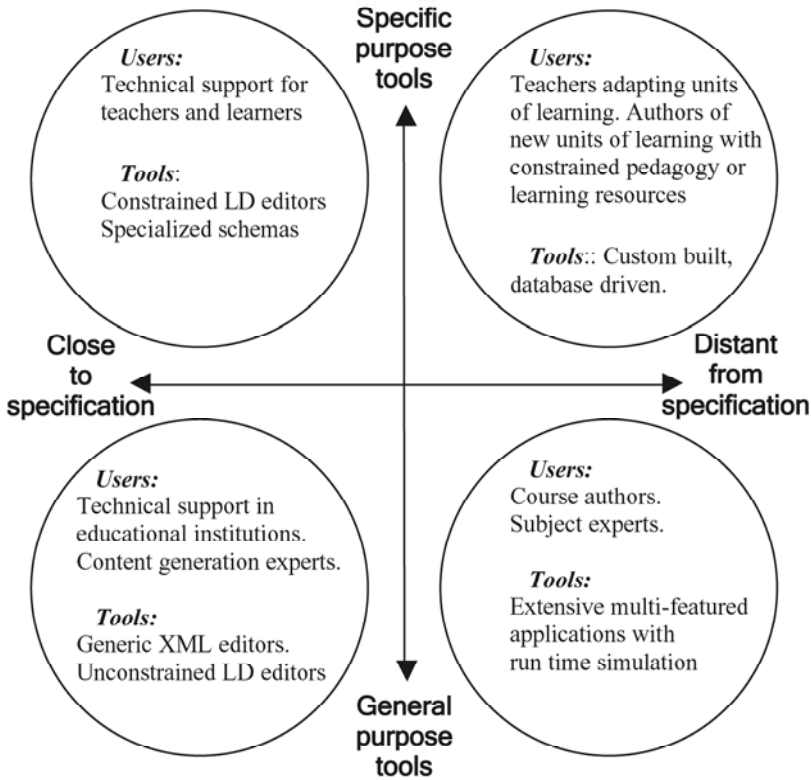 Specific
purpose
tools
Users:
Technical support for
teachers and learners
Tools:
Constrained LD editors
Specialized schemas
Users:
Teachers adapting units
of learning. Authors of
new units of learning with
constrained pedagogy or
learning resources
Tools:: Custom built,
database driven.
Close
to
specification
Distant
from
specification
Users:
Technical support in
educational institutions.
Content generation experts.
Tools:
Generic XML editors.
Unconstrained LD editors
Users:
Course authors.
Subject experts.
Tools:
Extensive multi-featured
applications with
run time simulation
General
purpose
tools